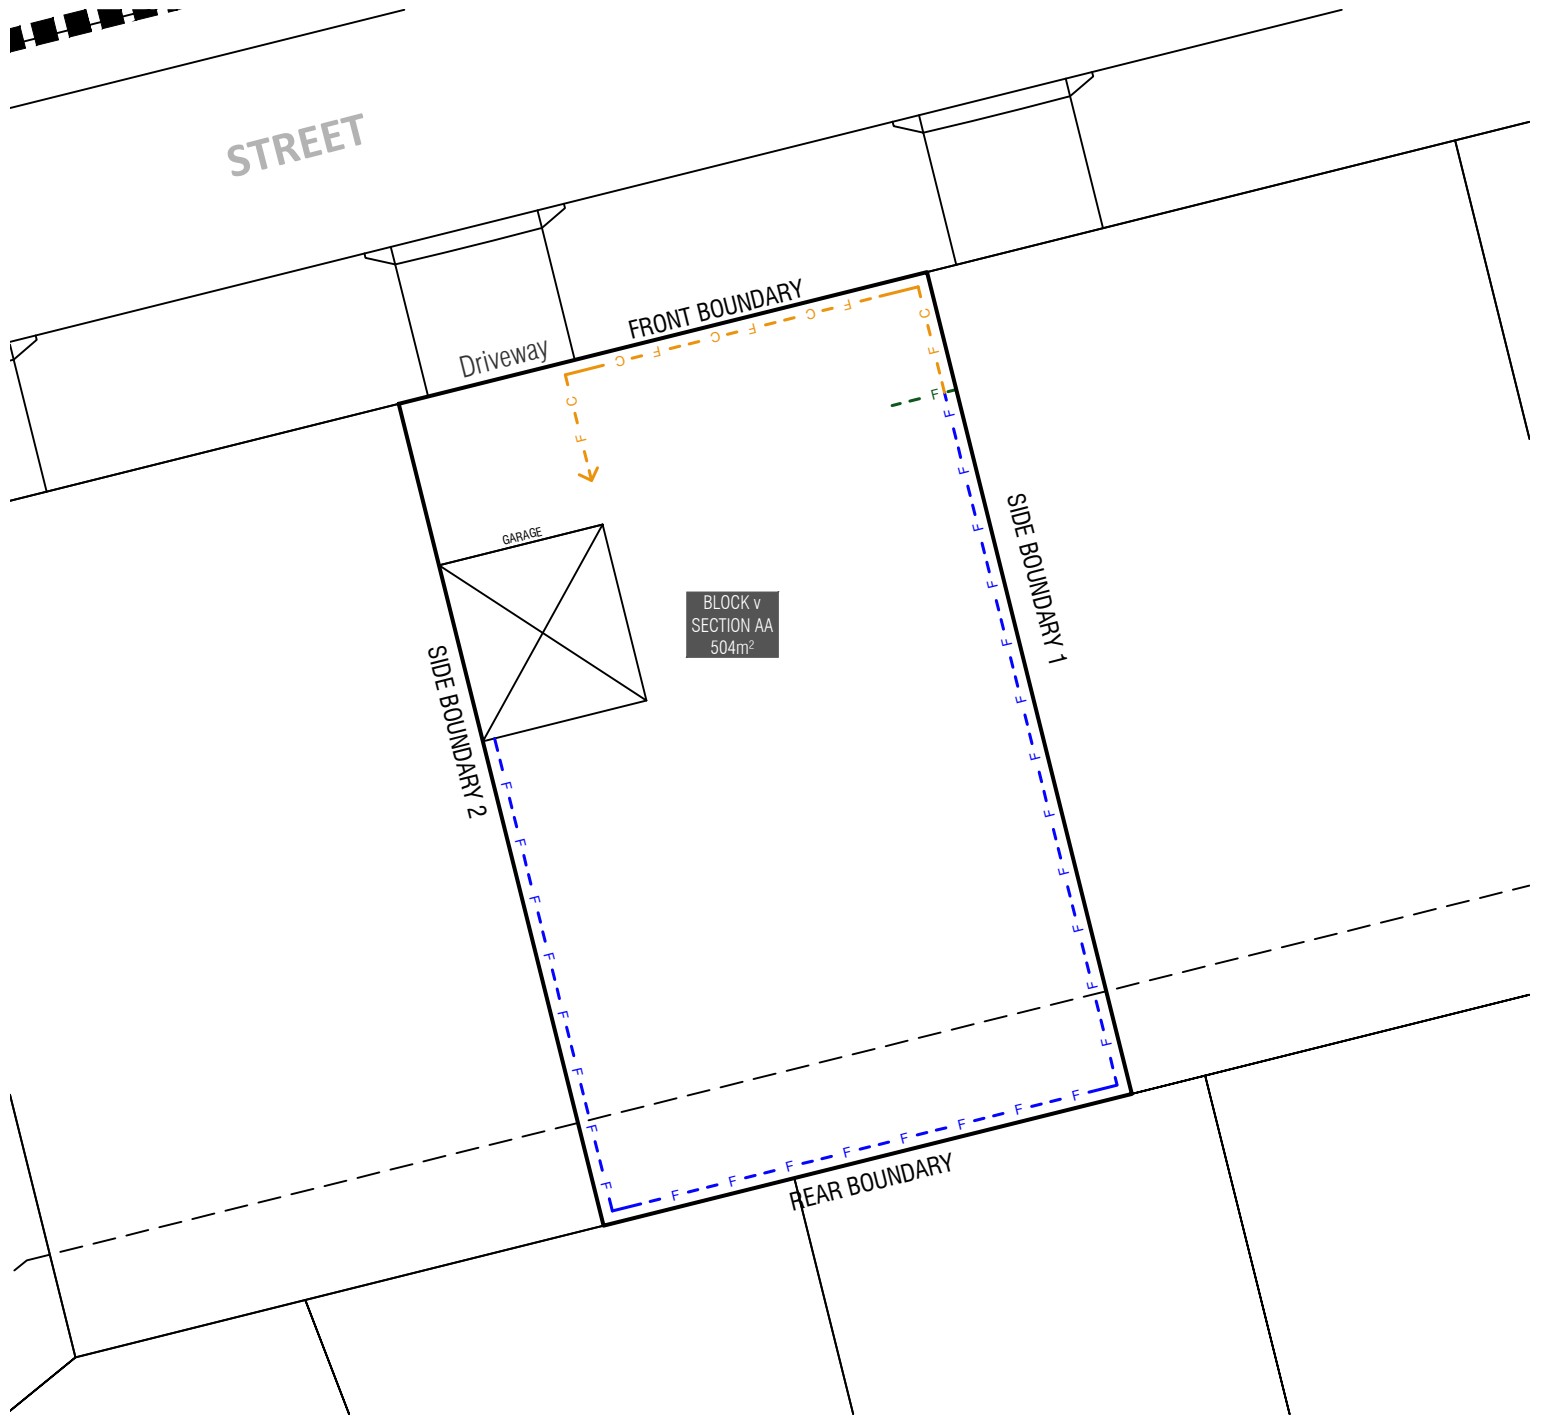 STREET
FRONT BOUNDARY
Driveway
C F C F C F
C F
C F
F
GARAGE
SIDE BOUNDARY 1
BLOCK v
SECTION AA
504m²
SIDE BOUNDARY 2
F F F F F F F F F F F F
F F F F F F F F
F F F F F F F F
REAR BOUNDARY